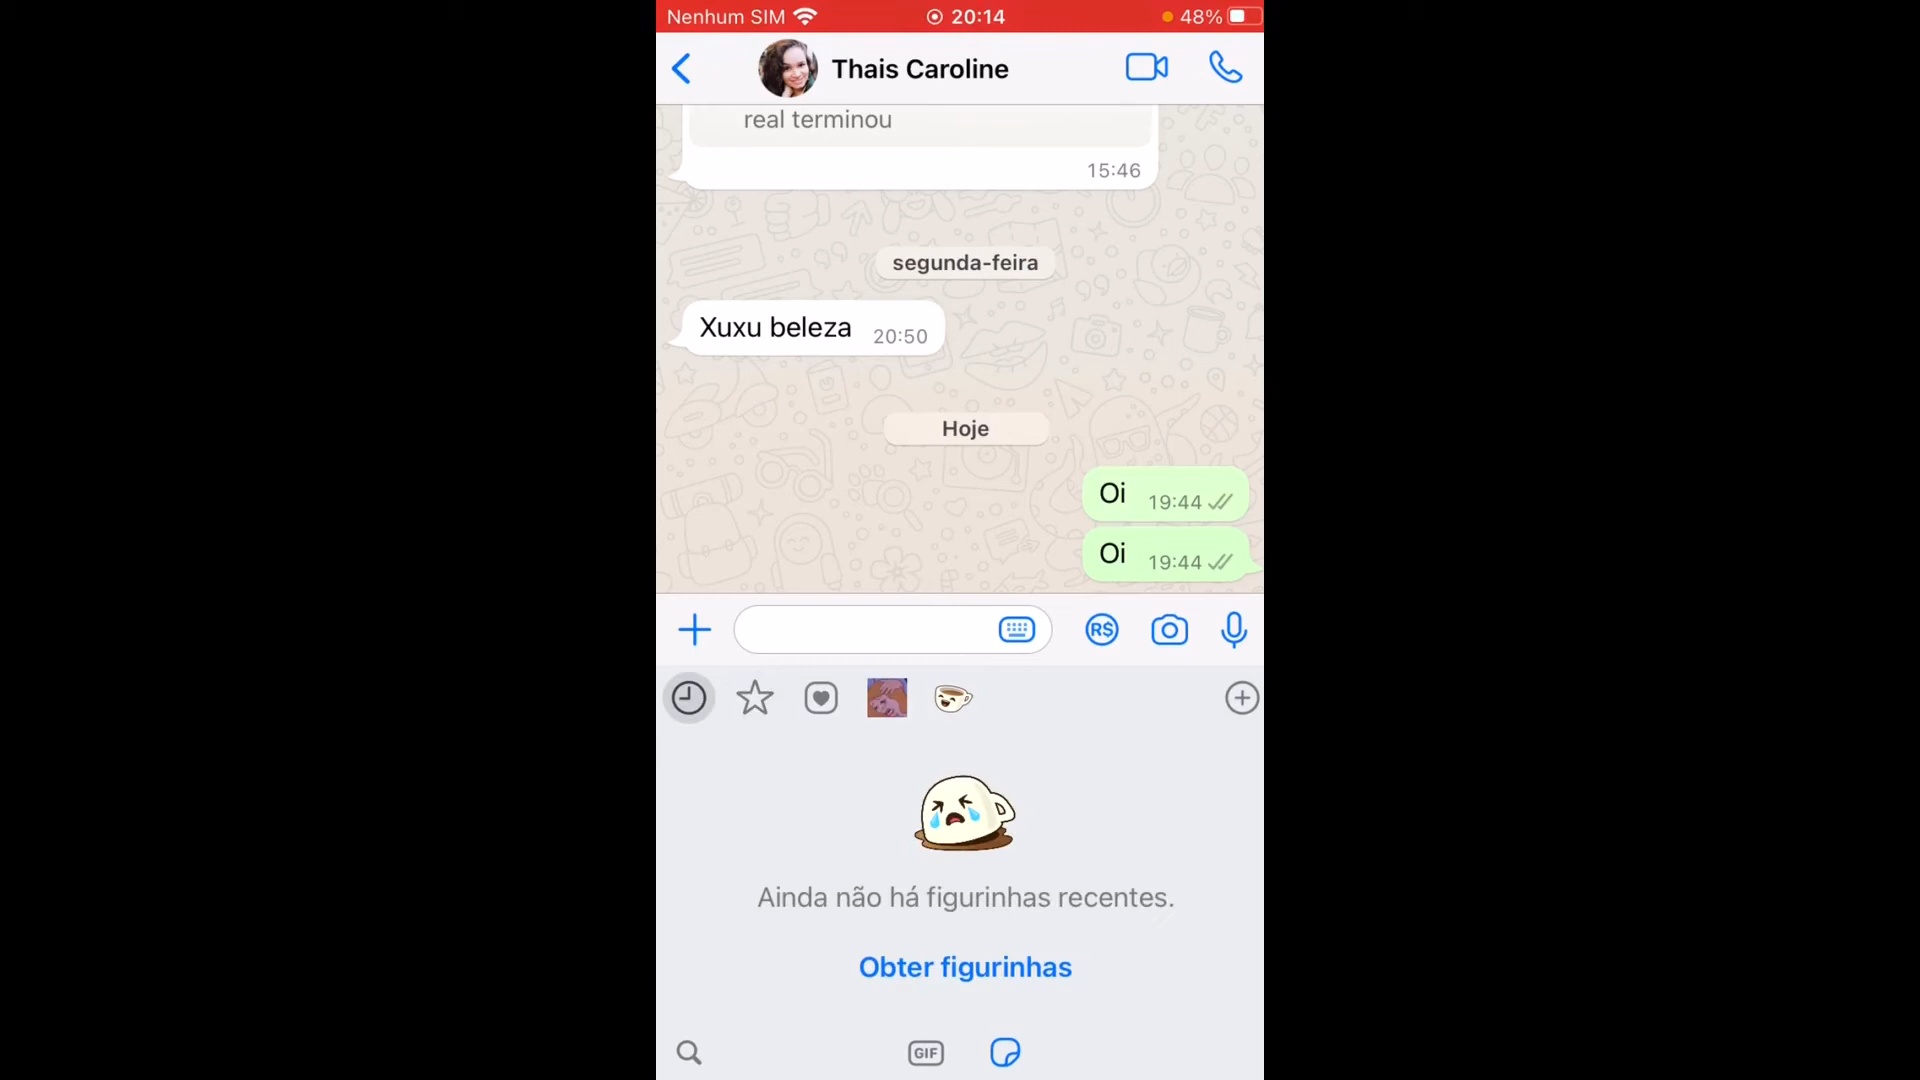 Nenhum SIM 20:14 48%
Thais Caroline
real terminou
15:46
segunda-feira
Xuxu beleza 20:50
Hoje
Oi 19:44
Oi 19:44
R$
Ainda não há figurinhas recentes.
Obter figurinhas
GIF